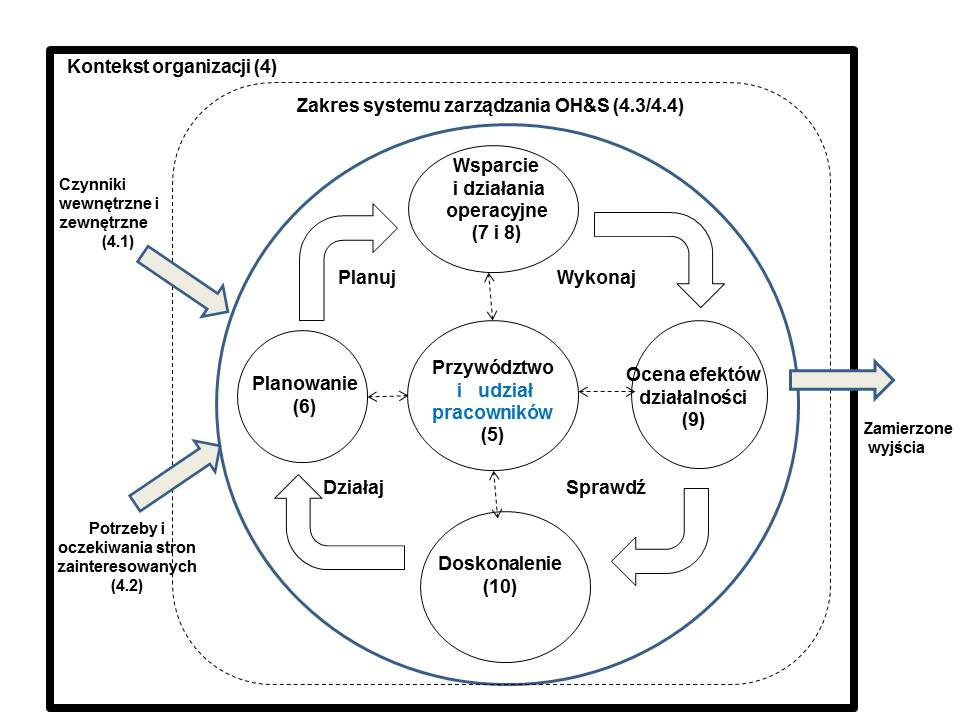 Kontekst organizacji (4)
Zakres systemu zarządzania OH&S (4.3/4.4)
Czynniki
wewnętrzne i
zewnętrzne
(4.1)
Wsparcie
i działania
operacyjne
(7 i 8)
Planuj
Wykonaj
Planowanie
(6)
Przywództwo
i udział
pracowników
(5)
Ocena efektów
działalności
(9)
Zamierzone
wyjścia
Działaj
Sprawdź
Potrzeby i
oczekiwania stron
zainteresowanych
(4.2)
Doskonalenie
(10)